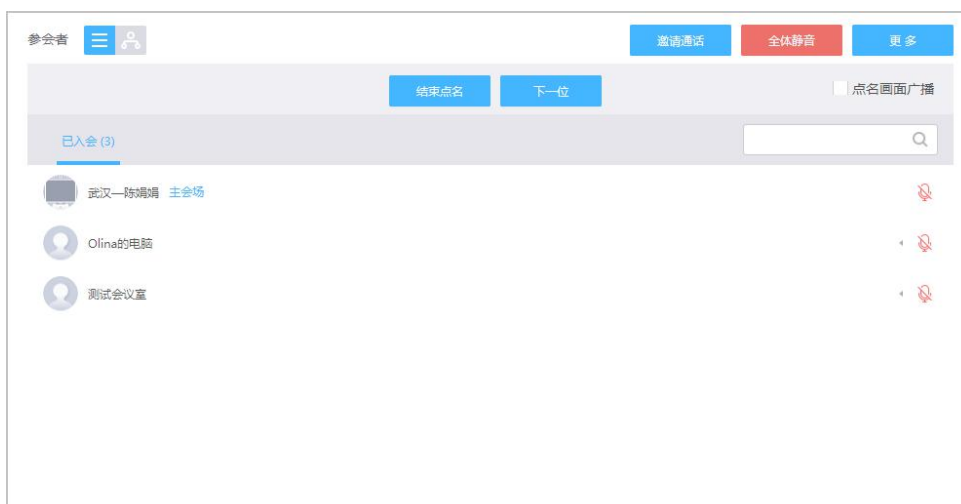 参会者 邀请通话 全体静音 更多
结束点名 下一位 点名画面广播
已入会 (3)
武汉—陈娟娟 主会场
Olina的电脑
测试会议室